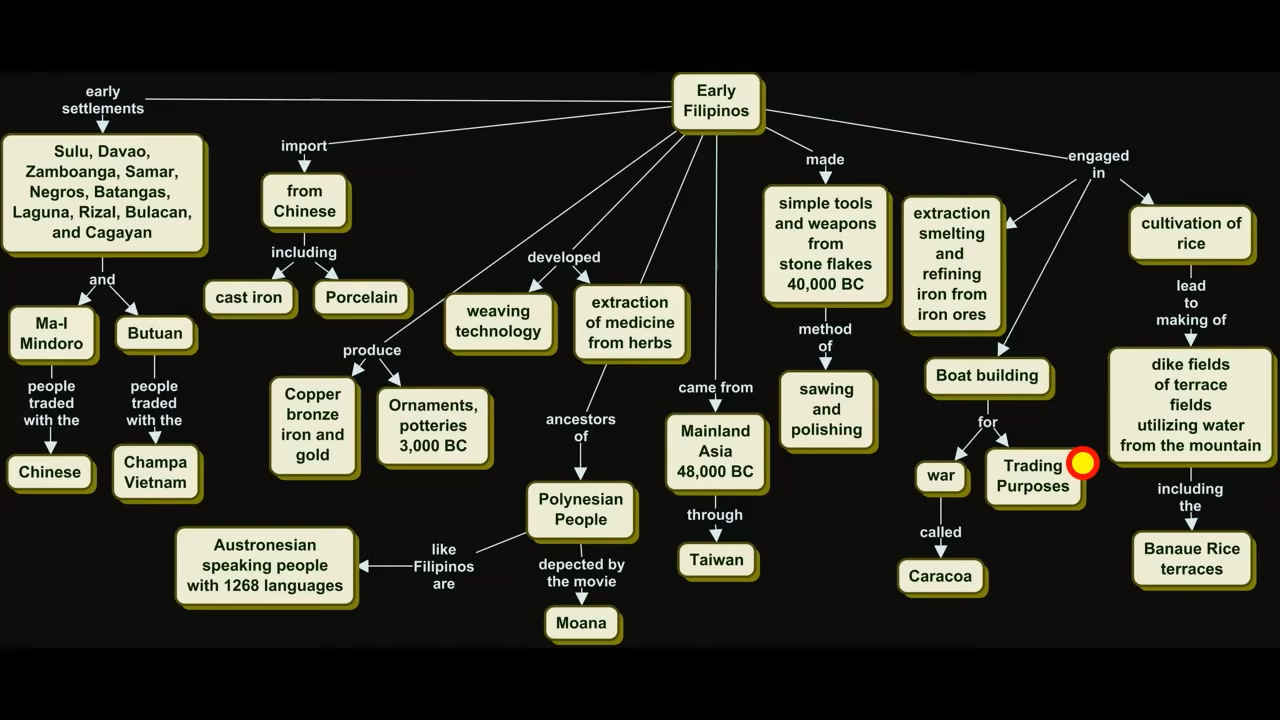 Early
Filipinos
early
settlements
Sulu, Davao,
Zamboanga, Samar,
Negros, Batangas,
Laguna, Rizal, Bulacan,
and Cagayan
and
Ma-I
Mindoro
Butuan
people
traded
with the
people
traded
with the
Chinese
Champa
Vietnam
import
from
Chinese
including
cast iron
Porcelain
produce
Copper
bronze
iron and
gold
Ornaments,
potteries
3,000 BC
developed
weaving
technology
extraction
of medicine
from herbs
ancestors
of
Polynesian
People
like
Filipinos
are
Austronesian
speaking people
with 1268 languages
depected by
the movie
Moana
came from
Mainland
Asia
48,000 BC
through
Taiwan
made
simple tools
and weapons
from
stone flakes
40,000 BC
method
of
sawing
and
polishing
engaged
in
extraction
smelting
and
refining
iron from
iron ores
Boat building
for
war
Trading
Purposes
called
Caracoa
cultivation of
rice
lead
to
making of
dike fields
of terrace
fields
utilizing water
from the mountain
including
the
Banaue Rice
terraces